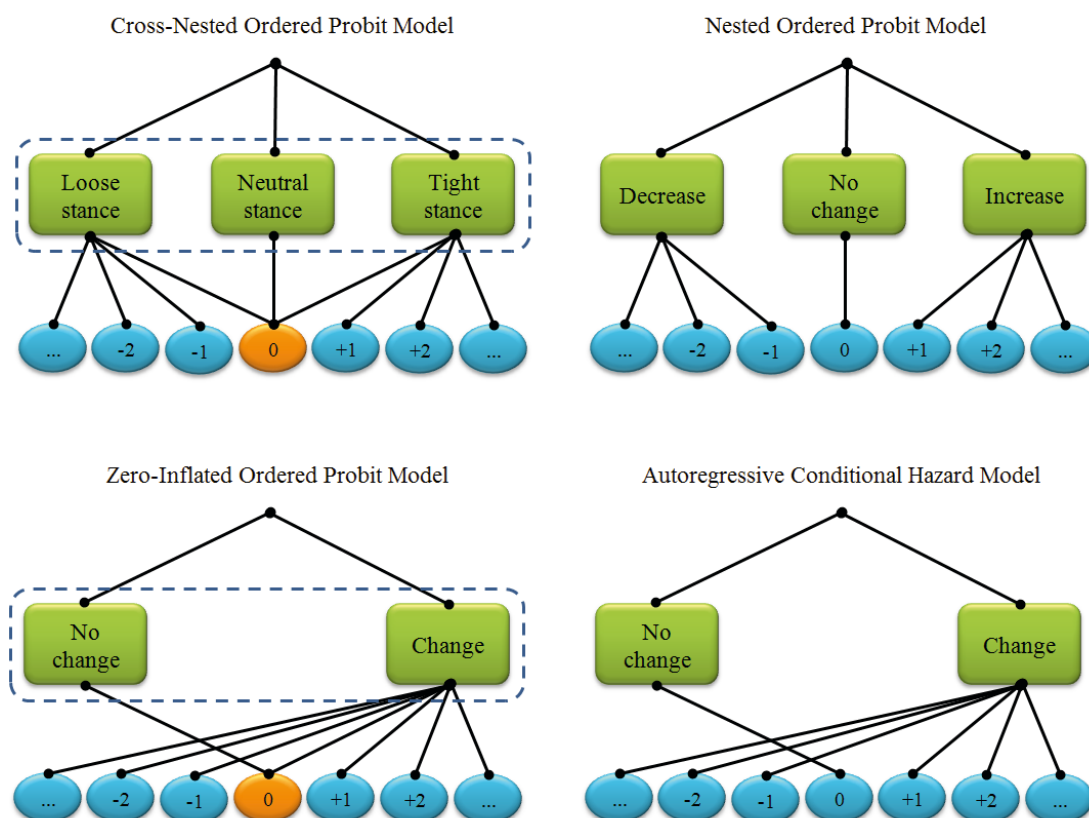 Cross-Nested Ordered Probit Model
Loose
stance
Neutral
stance
Tight
stance
...
-2
-1
0
+1
+2
...
Nested Ordered Probit Model
Decrease
No
change
Increase
...
-2
-1
0
+1
+2
...
Zero-Inflated Ordered Probit Model
No
change
Change
...
-2
-1
0
+1
+2
...
Autoregressive Conditional Hazard Model
No
change
Change
...
-2
-1
0
+1
+2
...